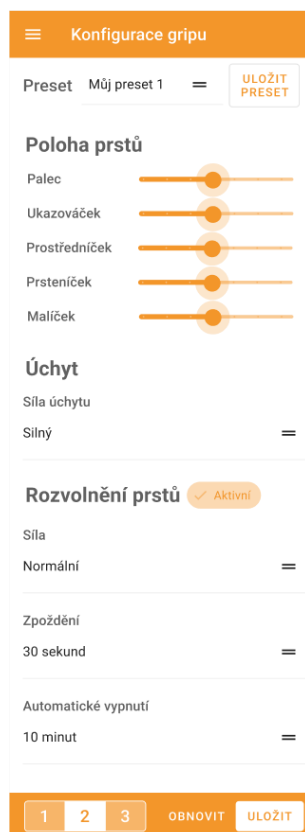 Konfigurace gripu
Preset Můj preset 1 ULOŽIT PRESET
Poloha prstů
Palec
Ukazováček
Prostředníček
Prsteníček
Malíček
Úchyt
Síla úchytu
Silný
Rozvolnění prstů Aktivní
Síla
Normální
Zpoždění
30 sekund
Automatické vypnutí
10 minut
1 2 3 OBNOVIT ULOŽIT